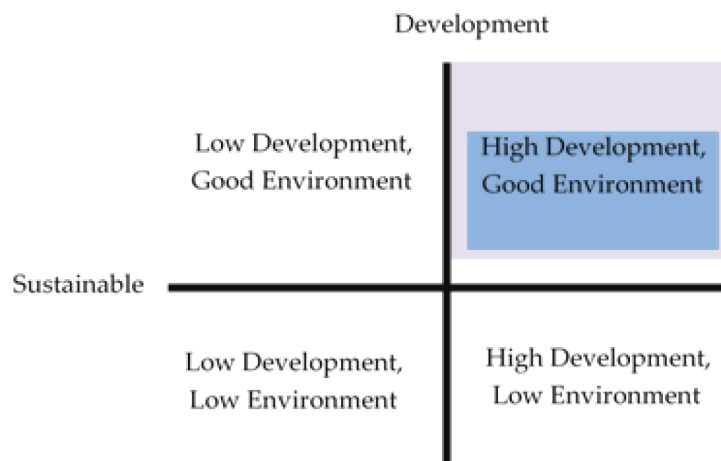 Development
Low Development,
Good Environment
High Development,
Good Environment
Sustainable
Low Development,
Low Environment
High Development,
Low Environment